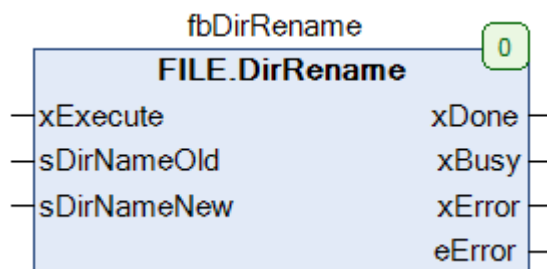 fbDirRename
0
FILE.DirRename
xExecute xDone
sDirNameOld xBusy
sDirNameNew xError
eError